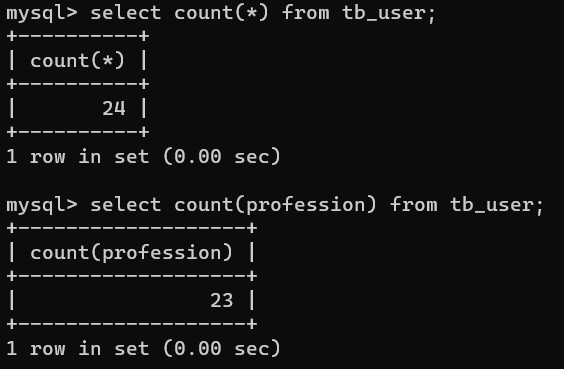 mysql> select count(*) from tb_user;
+----------+
| count(*) |
+----------+
|       24 |
+----------+
1 row in set (0.00 sec)

mysql> select count(profession) from tb_user;
+-------------------+
| count(profession) |
+-------------------+
|                23 |
+-------------------+
1 row in set (0.00 sec)